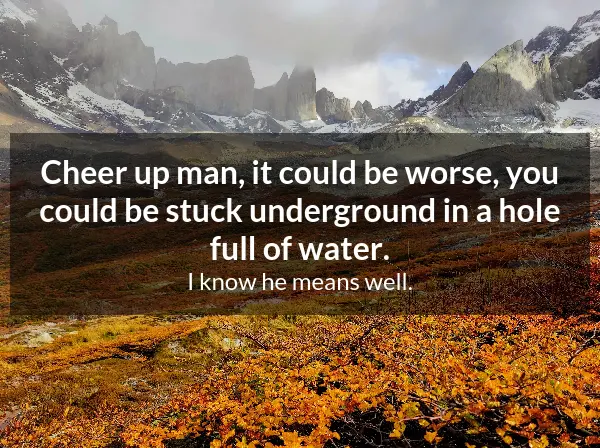 Cheer up man, it could be worse, you
could be stuck underground in a hole
full of water.
I know he means well.